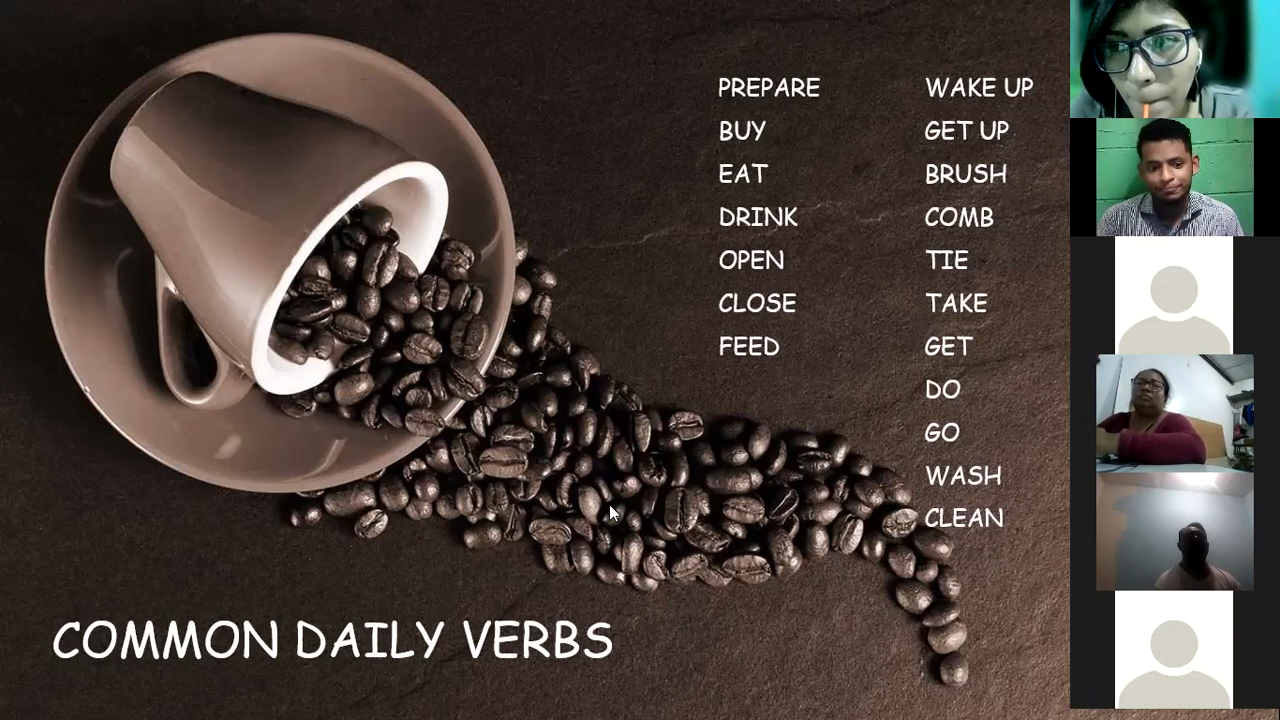 PREPARE
BUY
EAT
DRINK
OPEN
CLOSE
FEED
WAKE UP
GET UP
BRUSH
COMB
TIE
TAKE
GET
DO
GO
WASH
CLEAN
COMMON DAILY VERBS